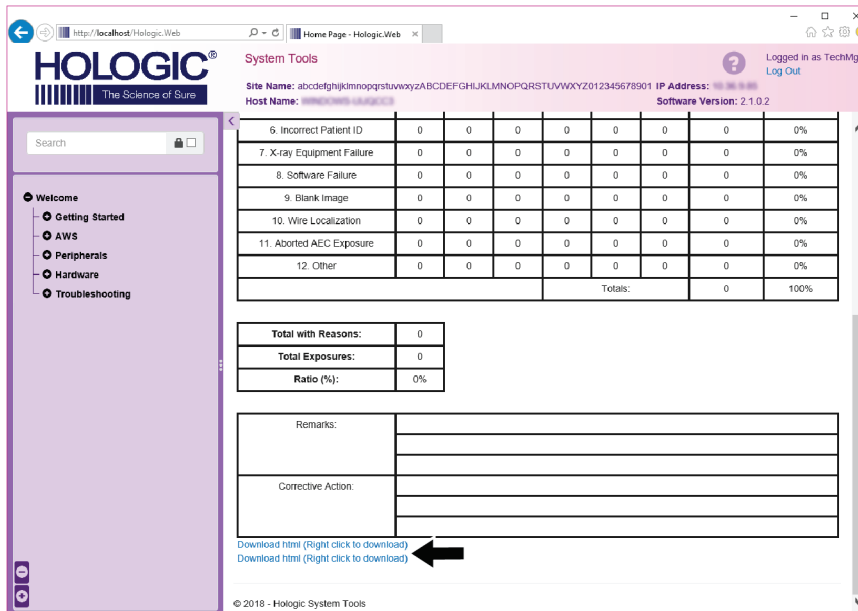 http://localhost/Hologic.Web
Home Page - Hologic.Web
HOLOGIC®
The Science of Sure
System Tools
Logged in as TechMg
Log Out
Site Name: abcdefghijklmnopqrstuvwxyzABCDEFGHIJKLMNOPQRSTUVWXYZ012345678901 IP Address:
Host Name:
Software Version: 2.1.0.2
Search
Welcome
Getting Started
AWS
Peripherals
Hardware
Troubleshooting
6. Incorrect Patient ID 0 0 0 0 0 0 0 0%
7. X-ray Equipment Failure 0 0 0 0 0 0 0 0%
8. Software Failure 0 0 0 0 0 0 0 0%
9. Blank Image 0 0 0 0 0 0 0 0%
10. Wire Localization 0 0 0 0 0 0 0 0%
11. Aborted AEC Exposure 0 0 0 0 0 0 0 0%
12. Other 0 0 0 0 0 0 0 0%
Totals: 0 100%
Total with Reasons: 0
Total Exposures: 0
Ratio (%): 0%
Remarks:
Corrective Action:
Download html (Right click to download)
Download html (Right click to download)
© 2018 - Hologic System Tools